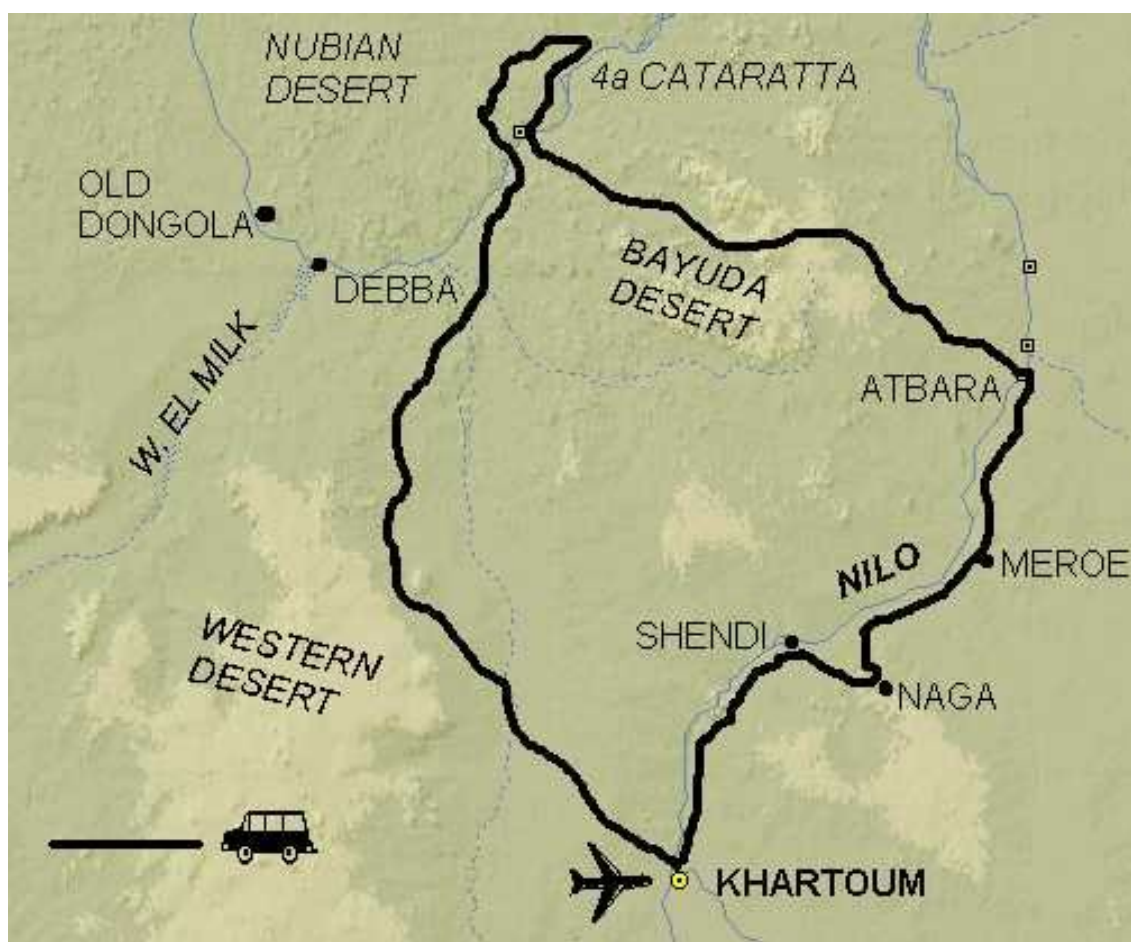 NUBIAN
DESERT
4a CATARATTA
OLD
DONGOLA
DEBBA
BAYUDA
DESERT
W. EL MILK
ATBARA
NILO
MEROE
SHENDI
WESTERN
DESERT
NAGA
KHARTOUM